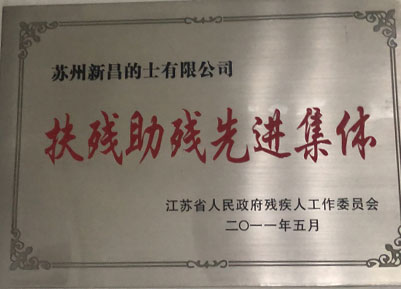 苏州新昌的士有限公司
扶残助残先进集体
江苏省人民政府残疾人工作委员会
二〇一一年五月